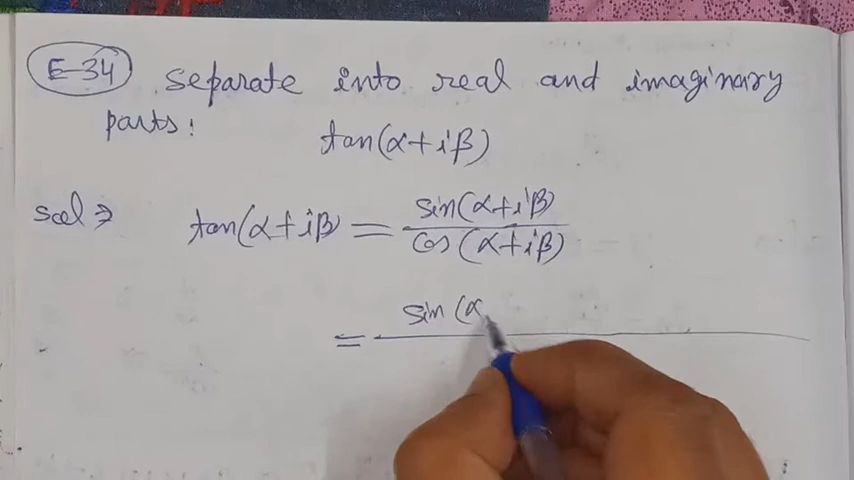 E-34 separate into real and imaginary
parts:
tan(α+iβ)
sol ⇒ tan(α+iβ) = sin(α+iβ) / cos(α+iβ)
= sin (α